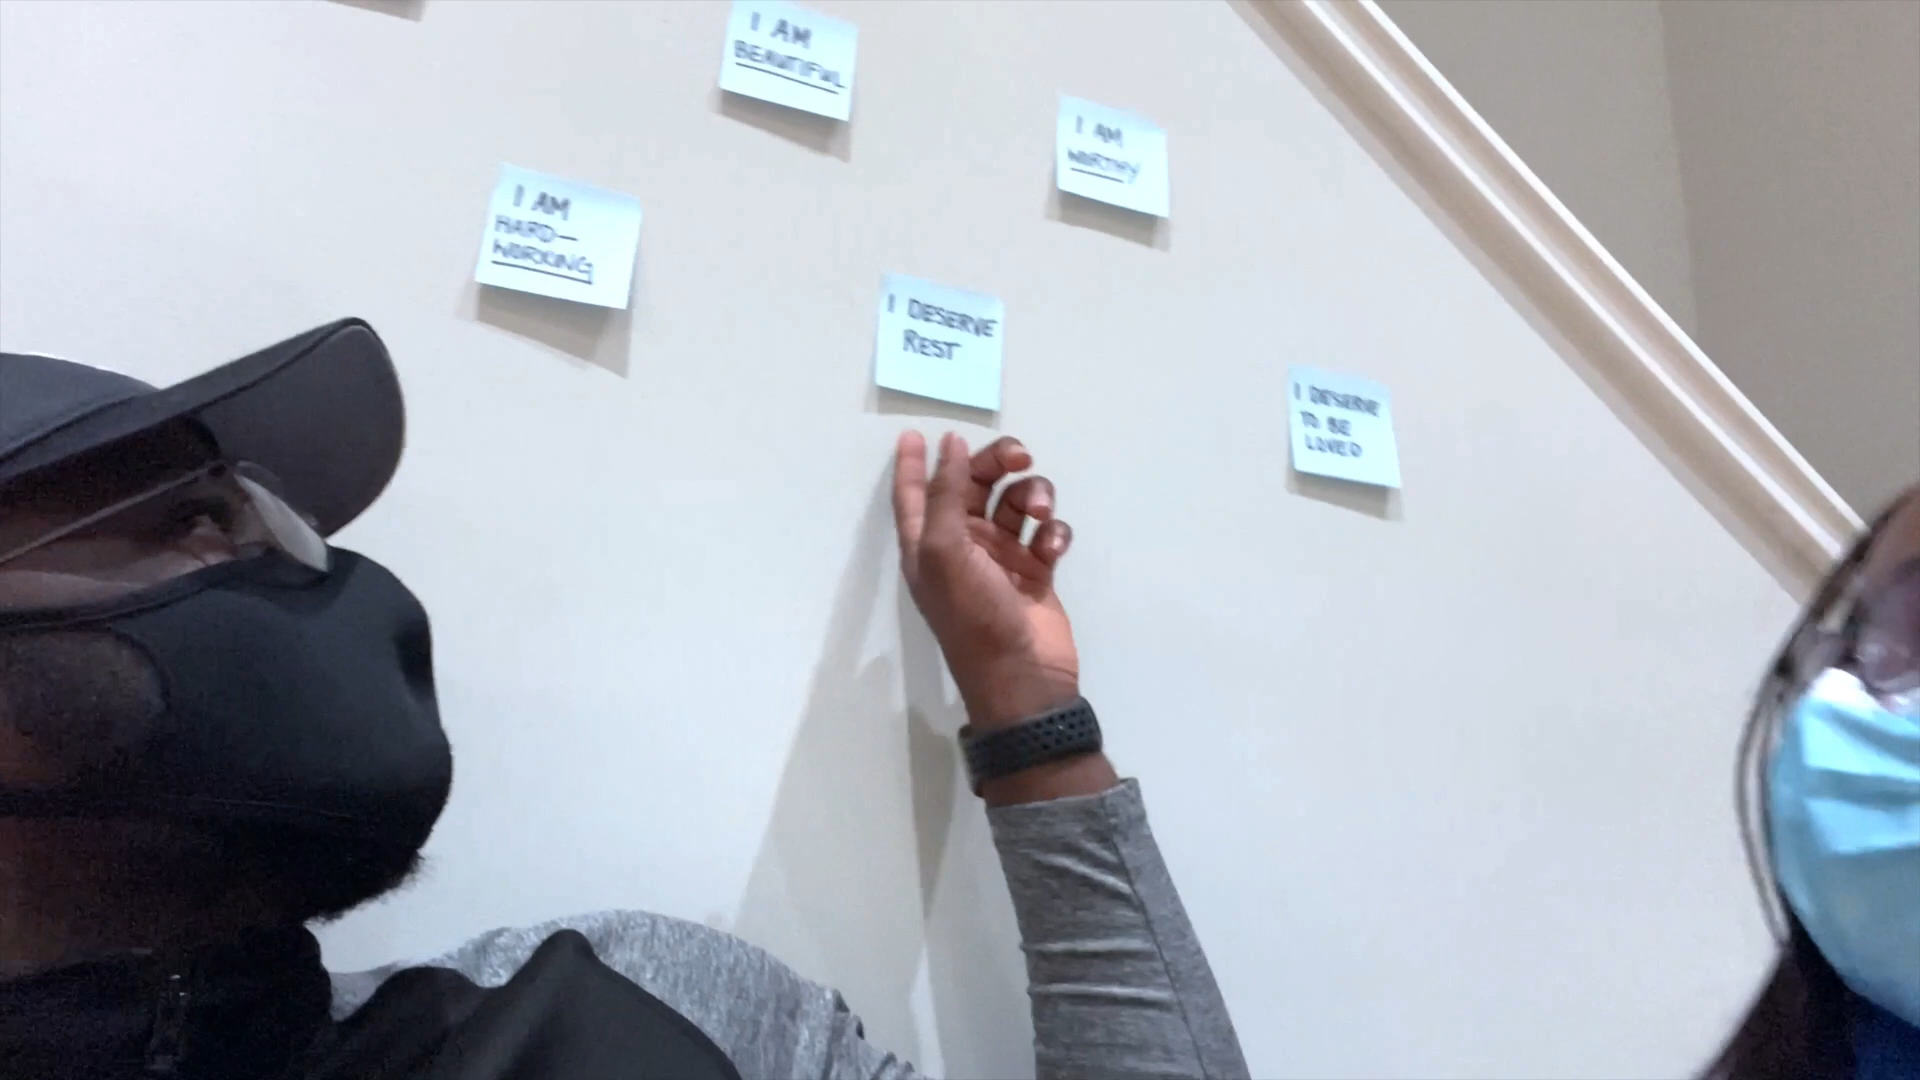 I AM
BEAUTIFUL
I AM
WORTHY
I AM
HARD-
WORKING
I DESERVE
REST
I DESERVE
TO BE
LOVED